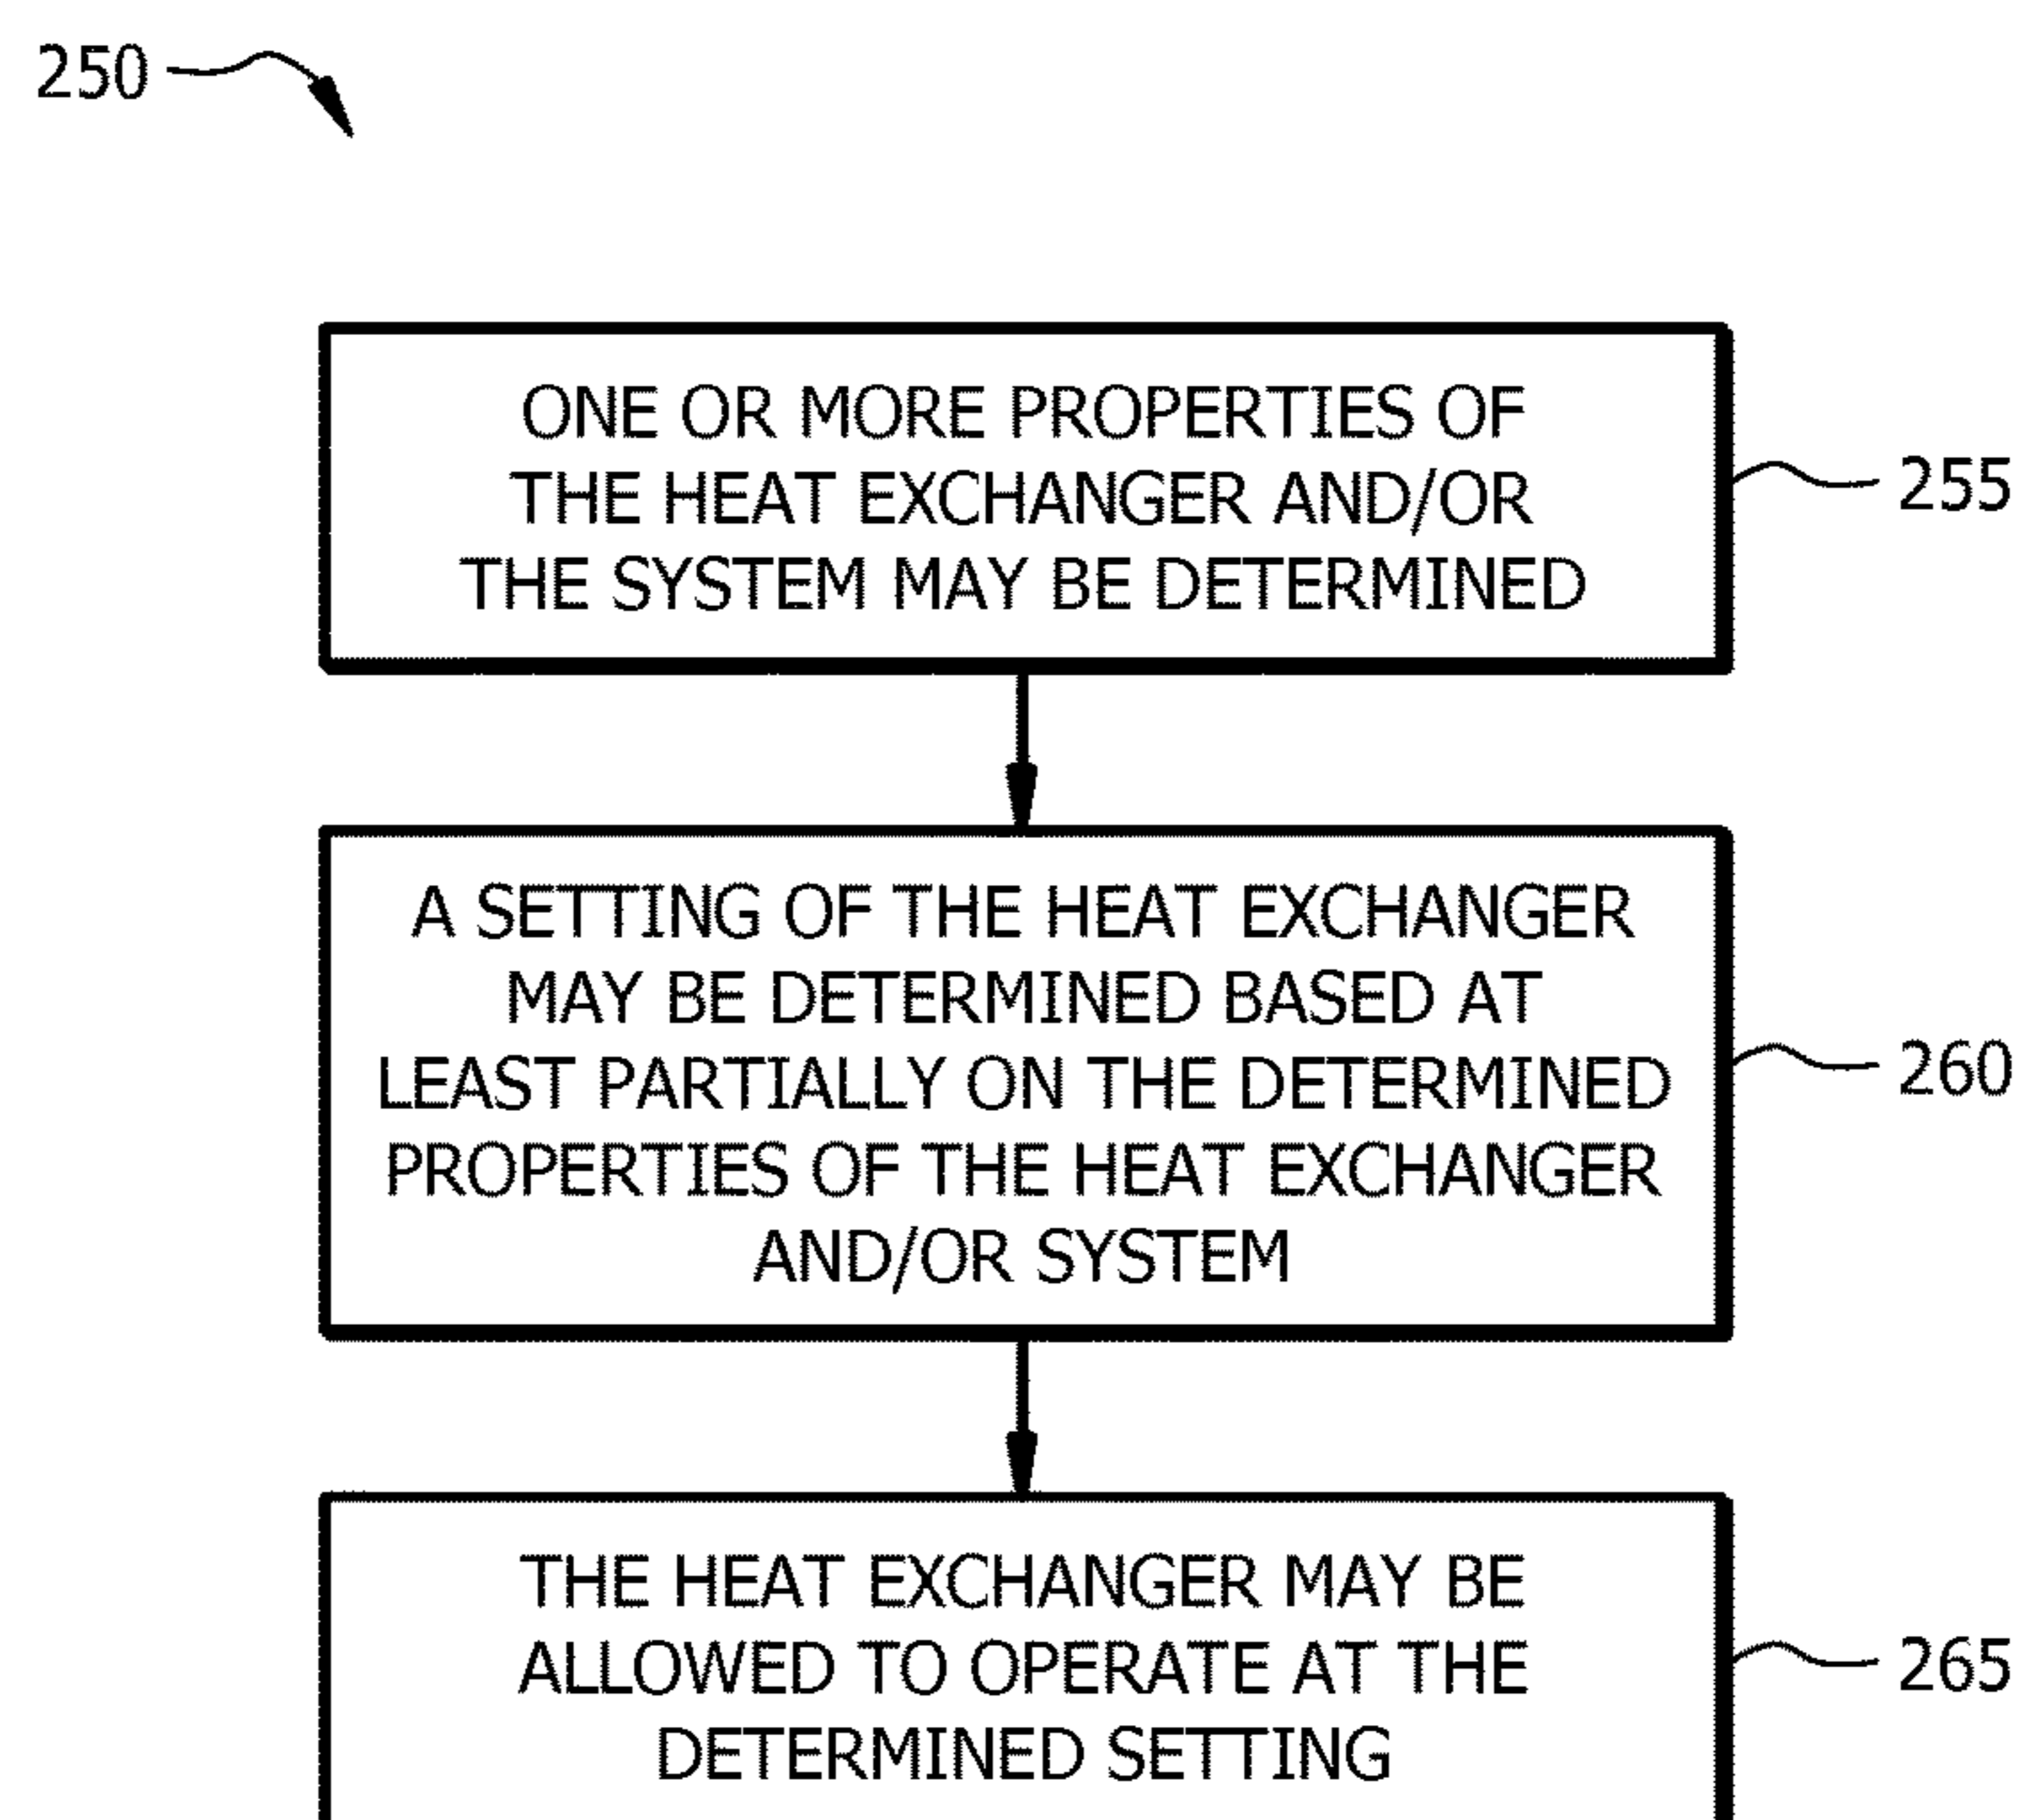 250
ONE OR MORE PROPERTIES OF
THE HEAT EXCHANGER AND/OR
THE SYSTEM MAY BE DETERMINED
255
A SETTING OF THE HEAT EXCHANGER
MAY BE DETERMINED BASED AT
LEAST PARTIALLY ON THE DETERMINED
PROPERTIES OF THE HEAT EXCHANGER
AND/OR SYSTEM
260
THE HEAT EXCHANGER MAY BE
ALLOWED TO OPERATE AT THE
DETERMINED SETTING
265